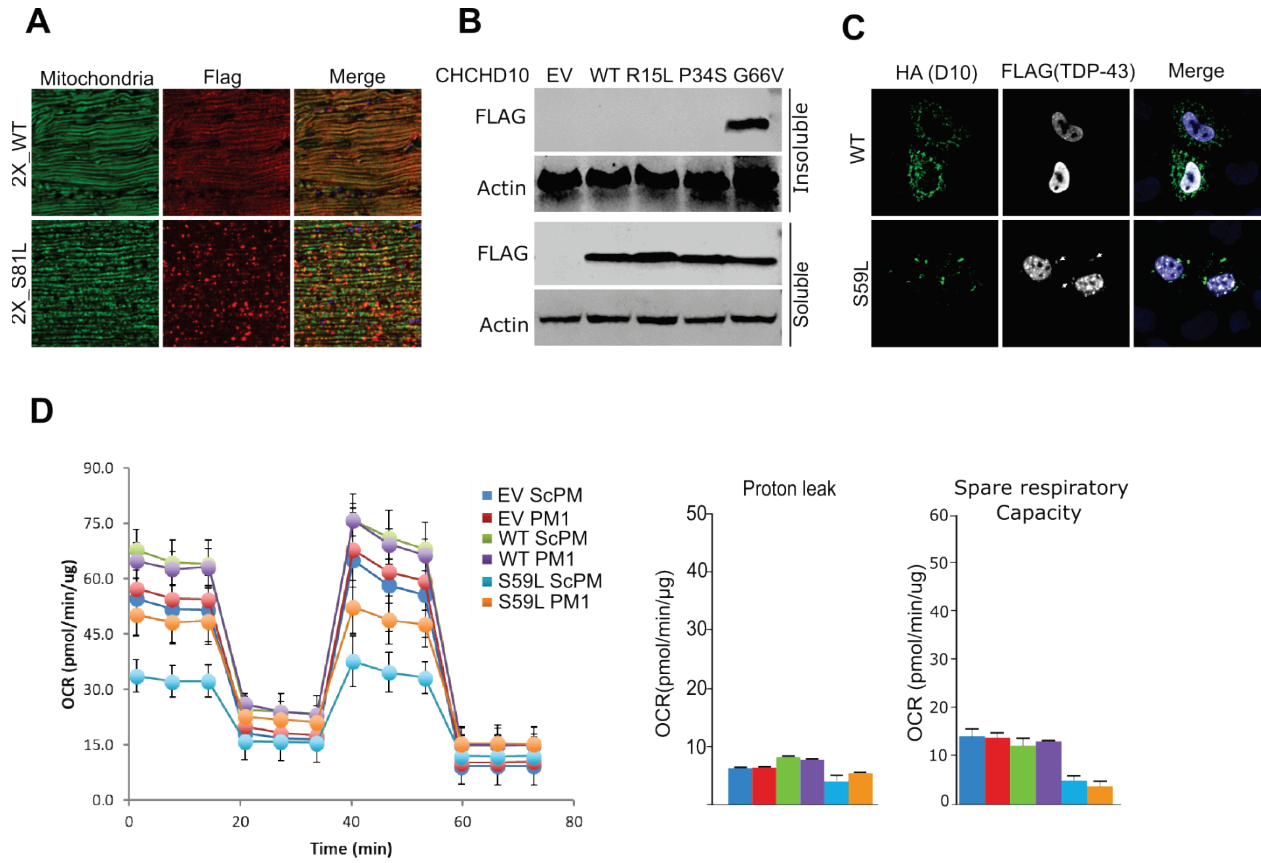 A
Mitochondria Flag Merge
2X_WT
2X_S81L
B
CHCHD10 EV WT R15L P34S G66V
FLAG
Actin
Insoluble
FLAG
Actin
Soluble
C
HA (D10) FLAG(TDP-43) Merge
WT
S59L
D
90.0
75.0
60.0
45.0
30.0
15.0
0.0
OCR (pmol/min/ug)
0 20 40 60 80
Time (min)
EV ScPM
EV PM1
WT ScPM
WT PM1
S59L ScPM
S59L PM1
Proton leak
50
40
30
20
10
OCR(pmol/min/µg)
Spare respiratory
Capacity
60
50
40
30
20
10
0
OCR (pmol/min/ug)